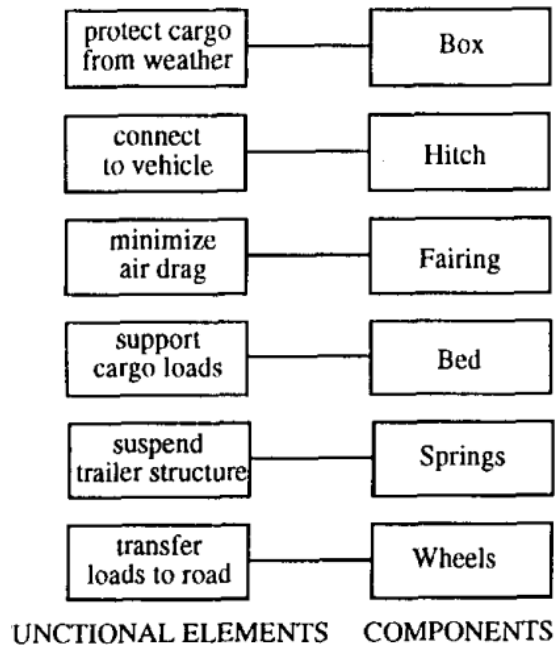 protect cargo
from weather
Box
connect
to vehicle
Hitch
minimize
air drag
Fairing
support
cargo loads
Bed
suspend
trailer structure
Springs
transfer
loads to road
Wheels
UNCTIONAL ELEMENTS COMPONENTS